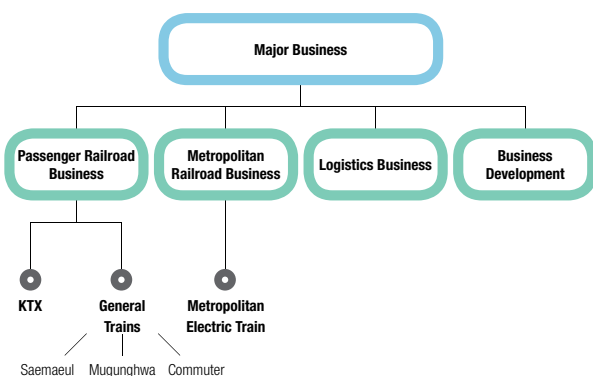 Major Business
Passenger Railroad
Business
Metropolitan
Railroad Business
Logistics Business
Business
Development
KTX
General
Trains
Metropolitan
Electric Train
Saemaeul
Mugunghwa
Commuter